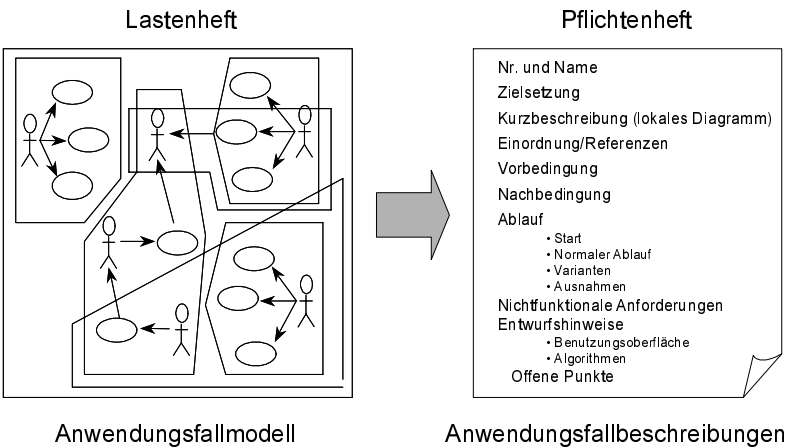 Lastenheft
Pflichtenheft
Nr. und Name
Zielsetzung
Kurzbeschreibung (lokales Diagramm)
Einordnung/Referenzen
Vorbedingung
Nachbedingung
Ablauf
• Start
• Normaler Ablauf
• Varianten
• Ausnahmen
Nichtfunktionale Anforderungen
Entwurfshinweise
• Benutzungsoberfläche
• Algorithmen
Offene Punkte
Anwendungsfallmodell
Anwendungsfallbeschreibungen